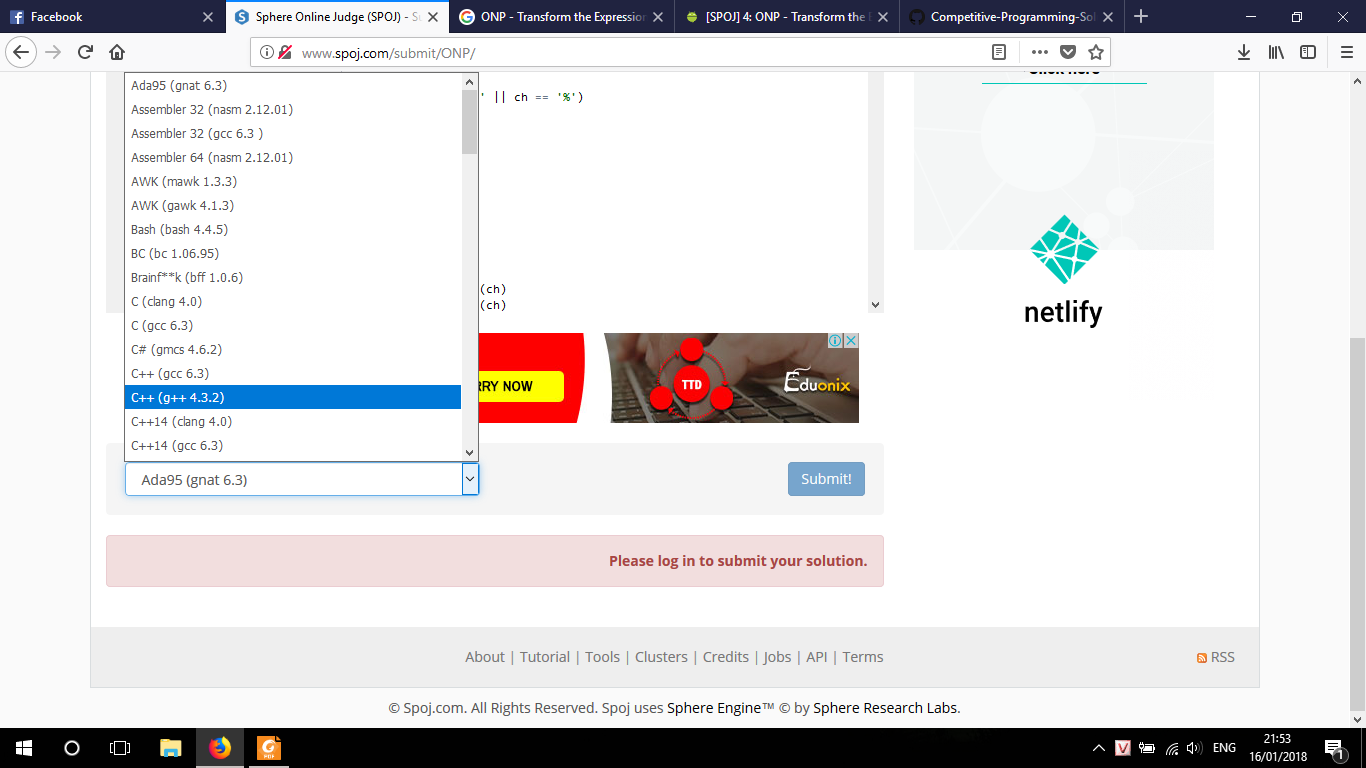 Facebook
Sphere Online Judge (SPOJ) - S
ONP - Transform the Expression
[SPOJ] 4: ONP - Transform the E
Competitive-Programming-Sol
www.spoj.com/submit/ONP/
Ada95 (gnat 6.3)
Assembler 32 (nasm 2.12.01)
Assembler 32 (gcc 6.3 )
Assembler 64 (nasm 2.12.01)
AWK (mawk 1.3.3)
AWK (gawk 4.1.3)
Bash (bash 4.4.5)
BC (bc 1.06.95)
Brainf**k (bff 1.0.6)
C (clang 4.0)
C (gcc 6.3)
C# (gmcs 4.6.2)
C++ (gcc 6.3)
C++ (g++ 4.3.2)
C++14 (clang 4.0)
C++14 (gcc 6.3)
' || ch == '%')
(ch)
(ch)
Click here
netlify
RRY NOW
TTD
Eduonix
Ada95 (gnat 6.3)
Submit!
Please log in to submit your solution.
About | Tutorial | Tools | Clusters | Credits | Jobs | API | Terms
RSS
© Spoj.com. All Rights Reserved. Spoj uses Sphere Engine™ © by Sphere Research Labs.
PDF
V
ENG
21:53
16/01/2018
1